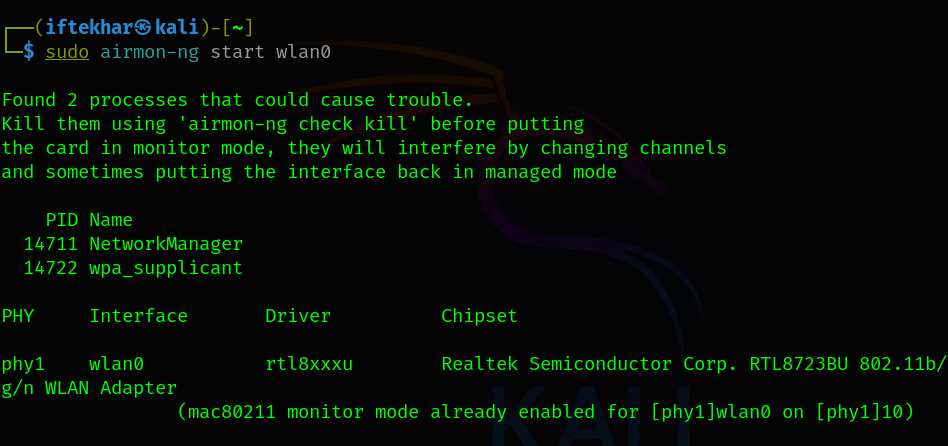 ┌──(iftekhar㉿kali)-[~]
└─$ sudo airmon-ng start wlan0
Found 2 processes that could cause trouble.
Kill them using 'airmon-ng check kill' before putting
the card in monitor mode, they will interfere by changing channels
and sometimes putting the interface back in managed mode
PID Name
14711 NetworkManager
14722 wpa_supplicant
PHY Interface Driver Chipset
phy1 wlan0 rtl8xxxu Realtek Semiconductor Corp. RTL8723BU 802.11b/
g/n WLAN Adapter
(mac80211 monitor mode already enabled for [phy1]wlan0 on [phy1]10)
KALI